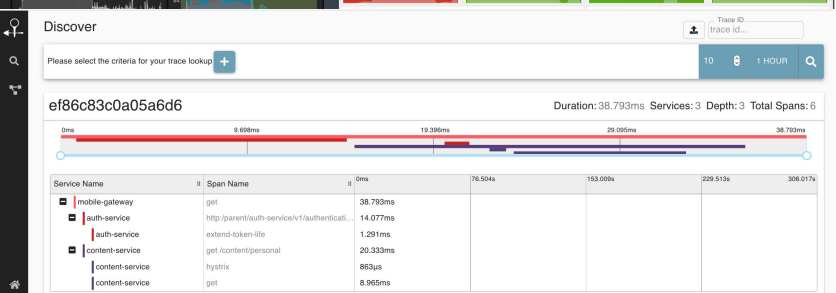 Discover
Trace ID
trace id...
Please select the criteria for your trace lookup +
10 1 HOUR
ef86c83c0a05a6d6
Duration: 38.793ms Services: 3 Depth: 3 Total Spans: 6
0ms 9.698ms 19.396ms 29.095ms 38.793ms
Service Name Span Name 0ms 76.504s 153.009s 229.513s 306.017s
mobile-gateway get 38.793ms
auth-service http:/parent/auth-service/v1/authenticati... 14.077ms
auth-service extend-token-life 1.291ms
content-service get /content/personal 20.333ms
content-service hystrix 863µs
content-service get 8.965ms